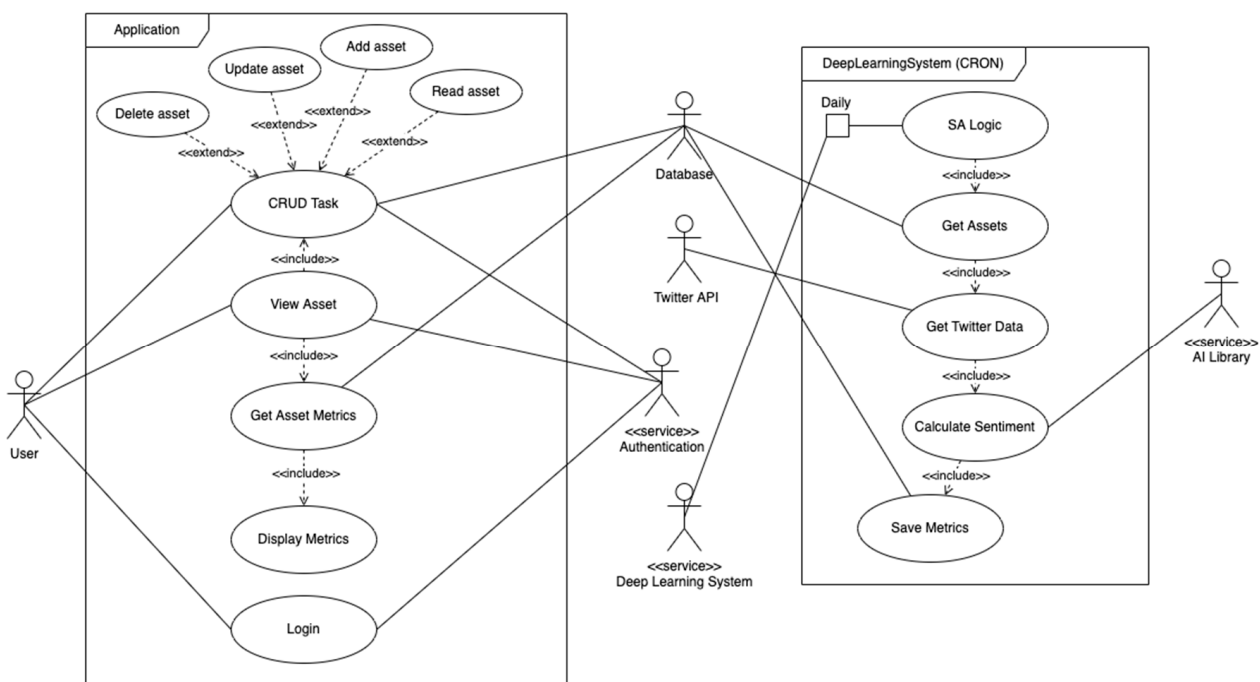 Application
Add asset
Update asset
Read asset
Delete asset
<<extend>>
<<extend>>
<<extend>>
<<extend>>
CRUD Task
<<include>>
View Asset
<<include>>
Get Asset Metrics
<<include>>
Display Metrics
Login
User
Database
Twitter API
<<service>>
Authentication
<<service>>
Deep Learning System
DeepLearningSystem (CRON)
Daily
SA Logic
<<include>>
Get Assets
<<include>>
Get Twitter Data
<<include>>
Calculate Sentiment
<<include>>
Save Metrics
<<service>>
AI Library